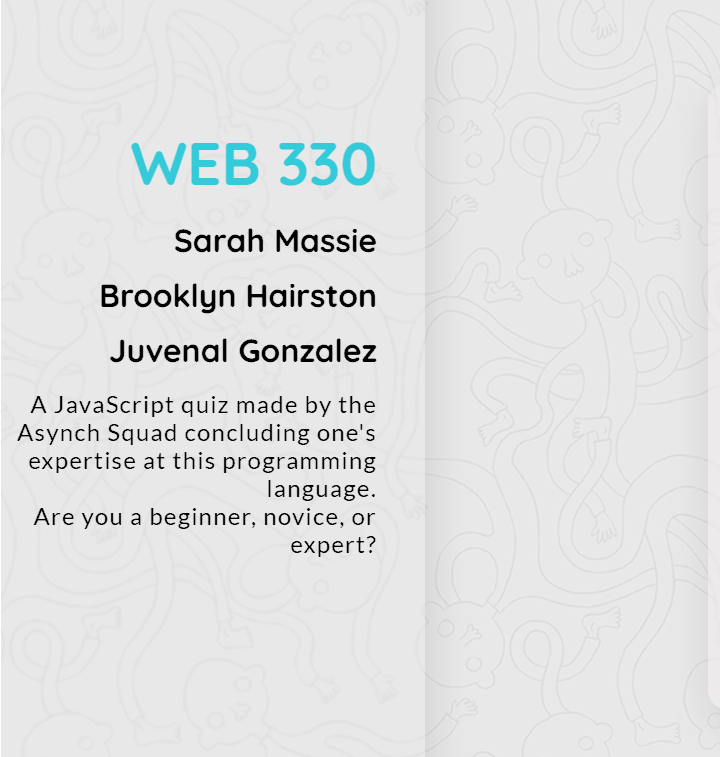 WEB 330
Sarah Massie
Brooklyn Hairston
Juvenal Gonzalez
A JavaScript quiz made by the
Asynch Squad concluding one's
expertise at this programming
language.
Are you a beginner, novice, or
expert?